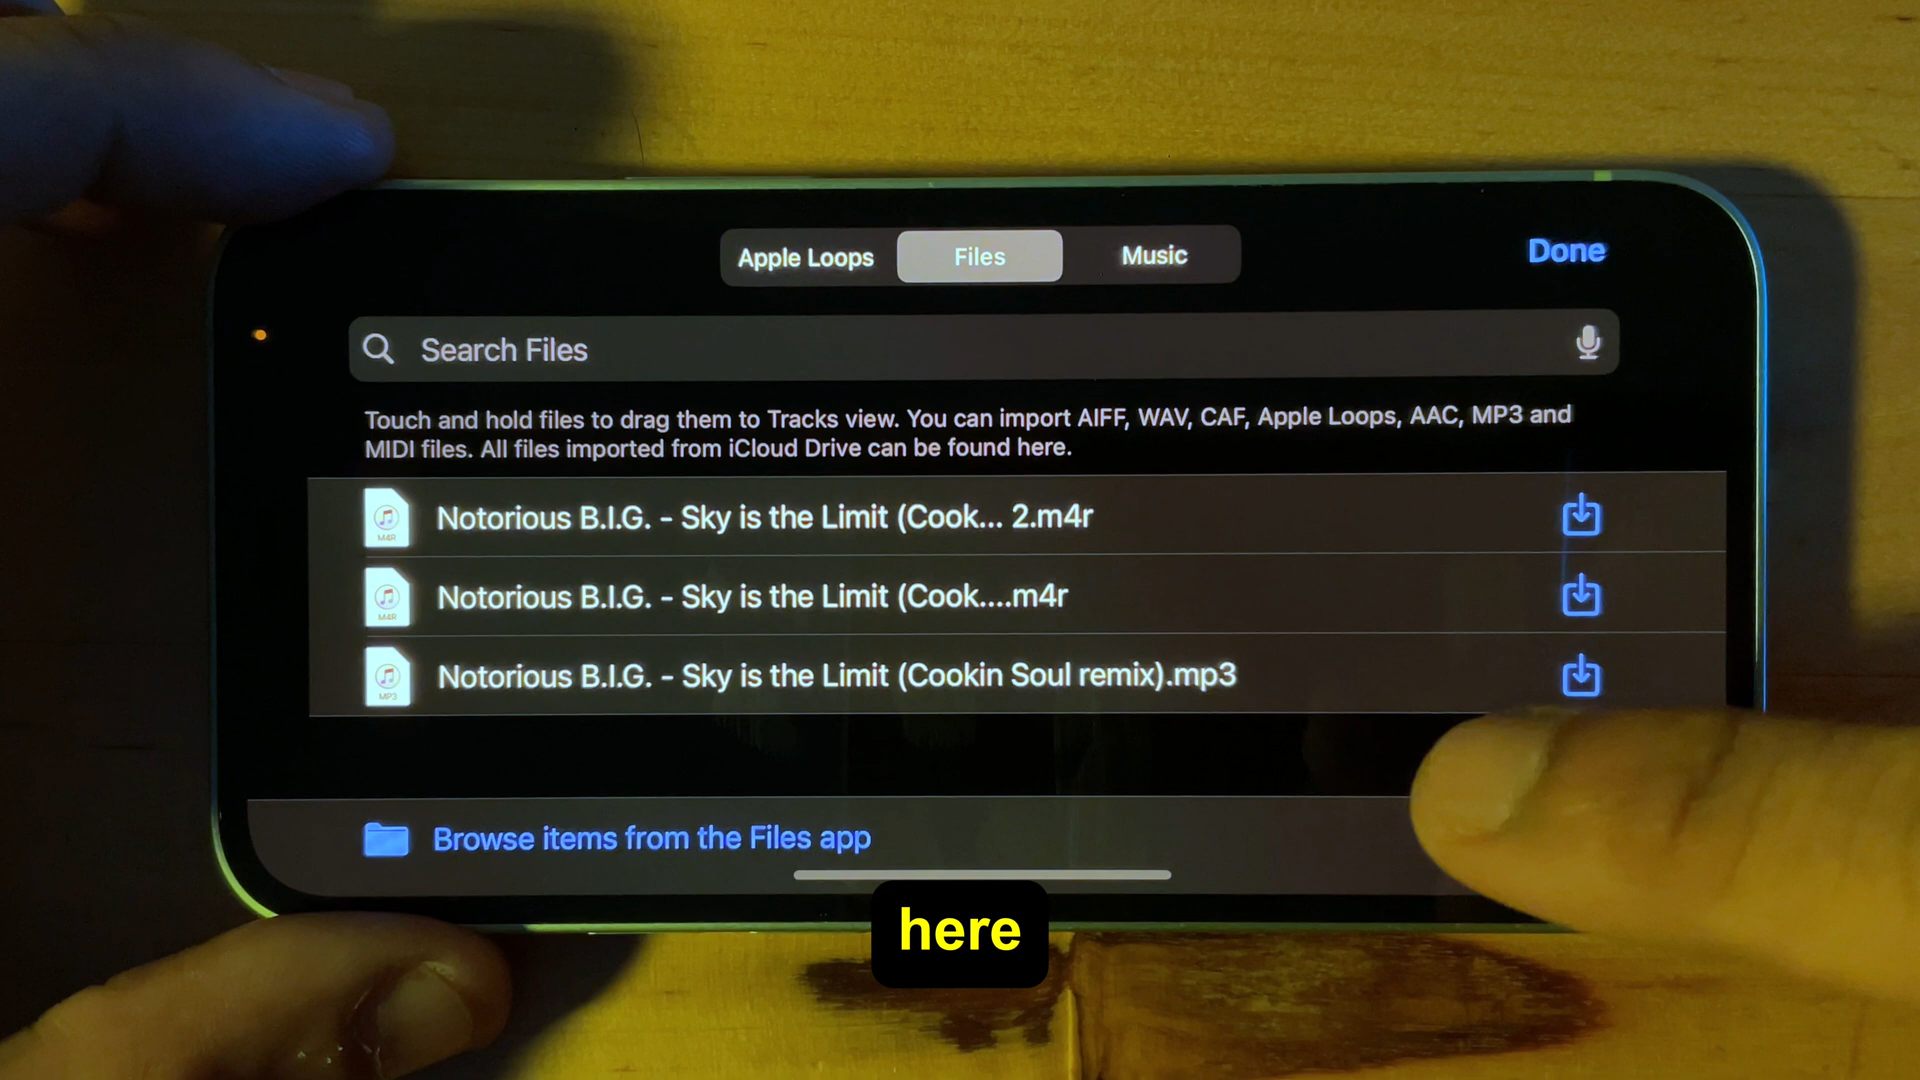 Apple Loops
Files
Music
Done
Search Files
Touch and hold files to drag them to Tracks view. You can import AIFF, WAV, CAF, Apple Loops, AAC, MP3 and
MIDI files. All files imported from iCloud Drive can be found here.
M4R
Notorious B.I.G. - Sky is the Limit (Cook... 2.m4r
M4R
Notorious B.I.G. - Sky is the Limit (Cook....m4r
MP3
Notorious B.I.G. - Sky is the Limit (Cookin Soul remix).mp3
Browse items from the Files app
here